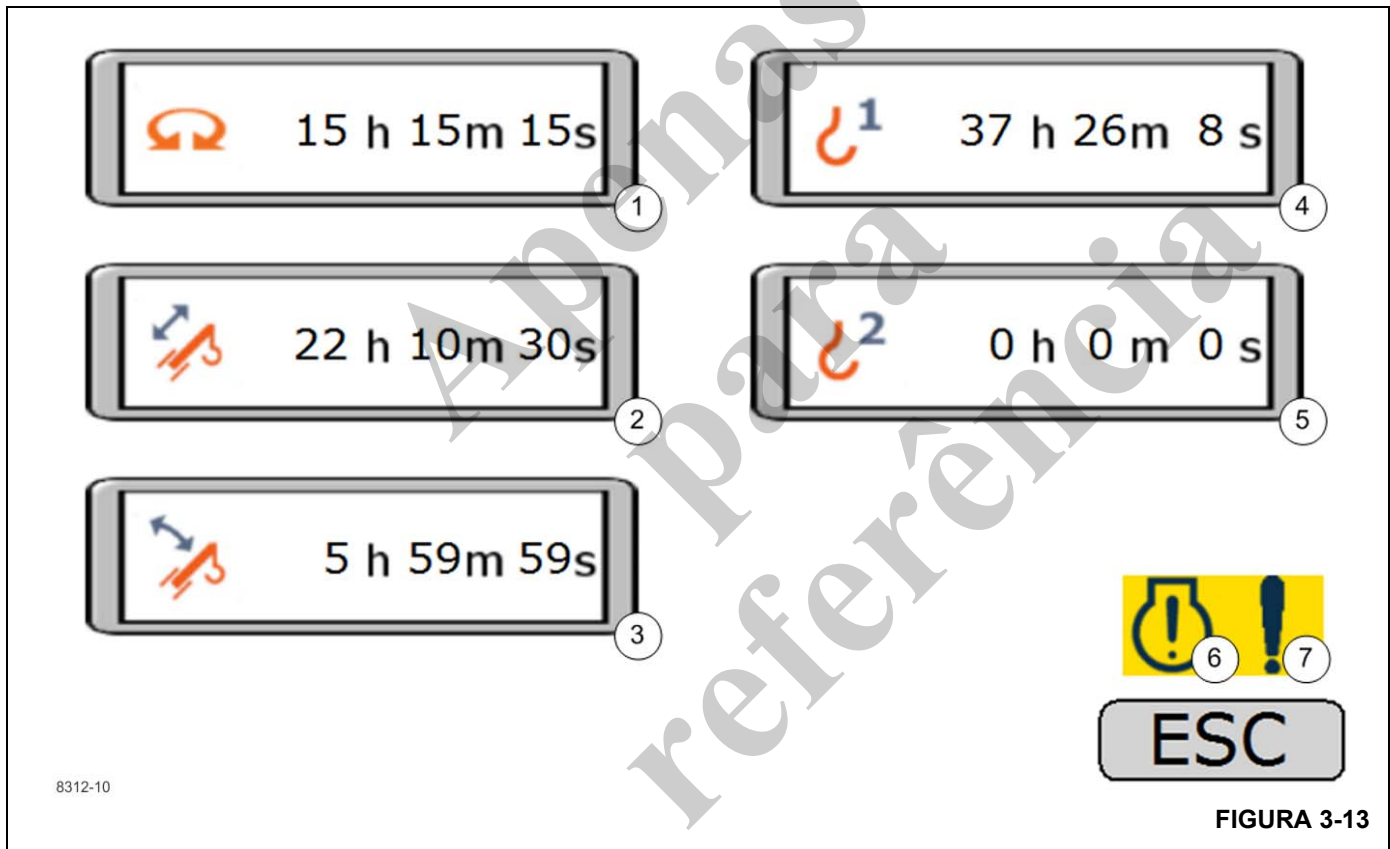 15 h 15m 15s
1
22 h 10m 30s
2
5 h 59m 59s
3
1 37 h 26m 8 s
4
2 0 h 0 m 0 s
5
6
7
ESC
8312-10
FIGURA 3-13
Apenas
para
referência